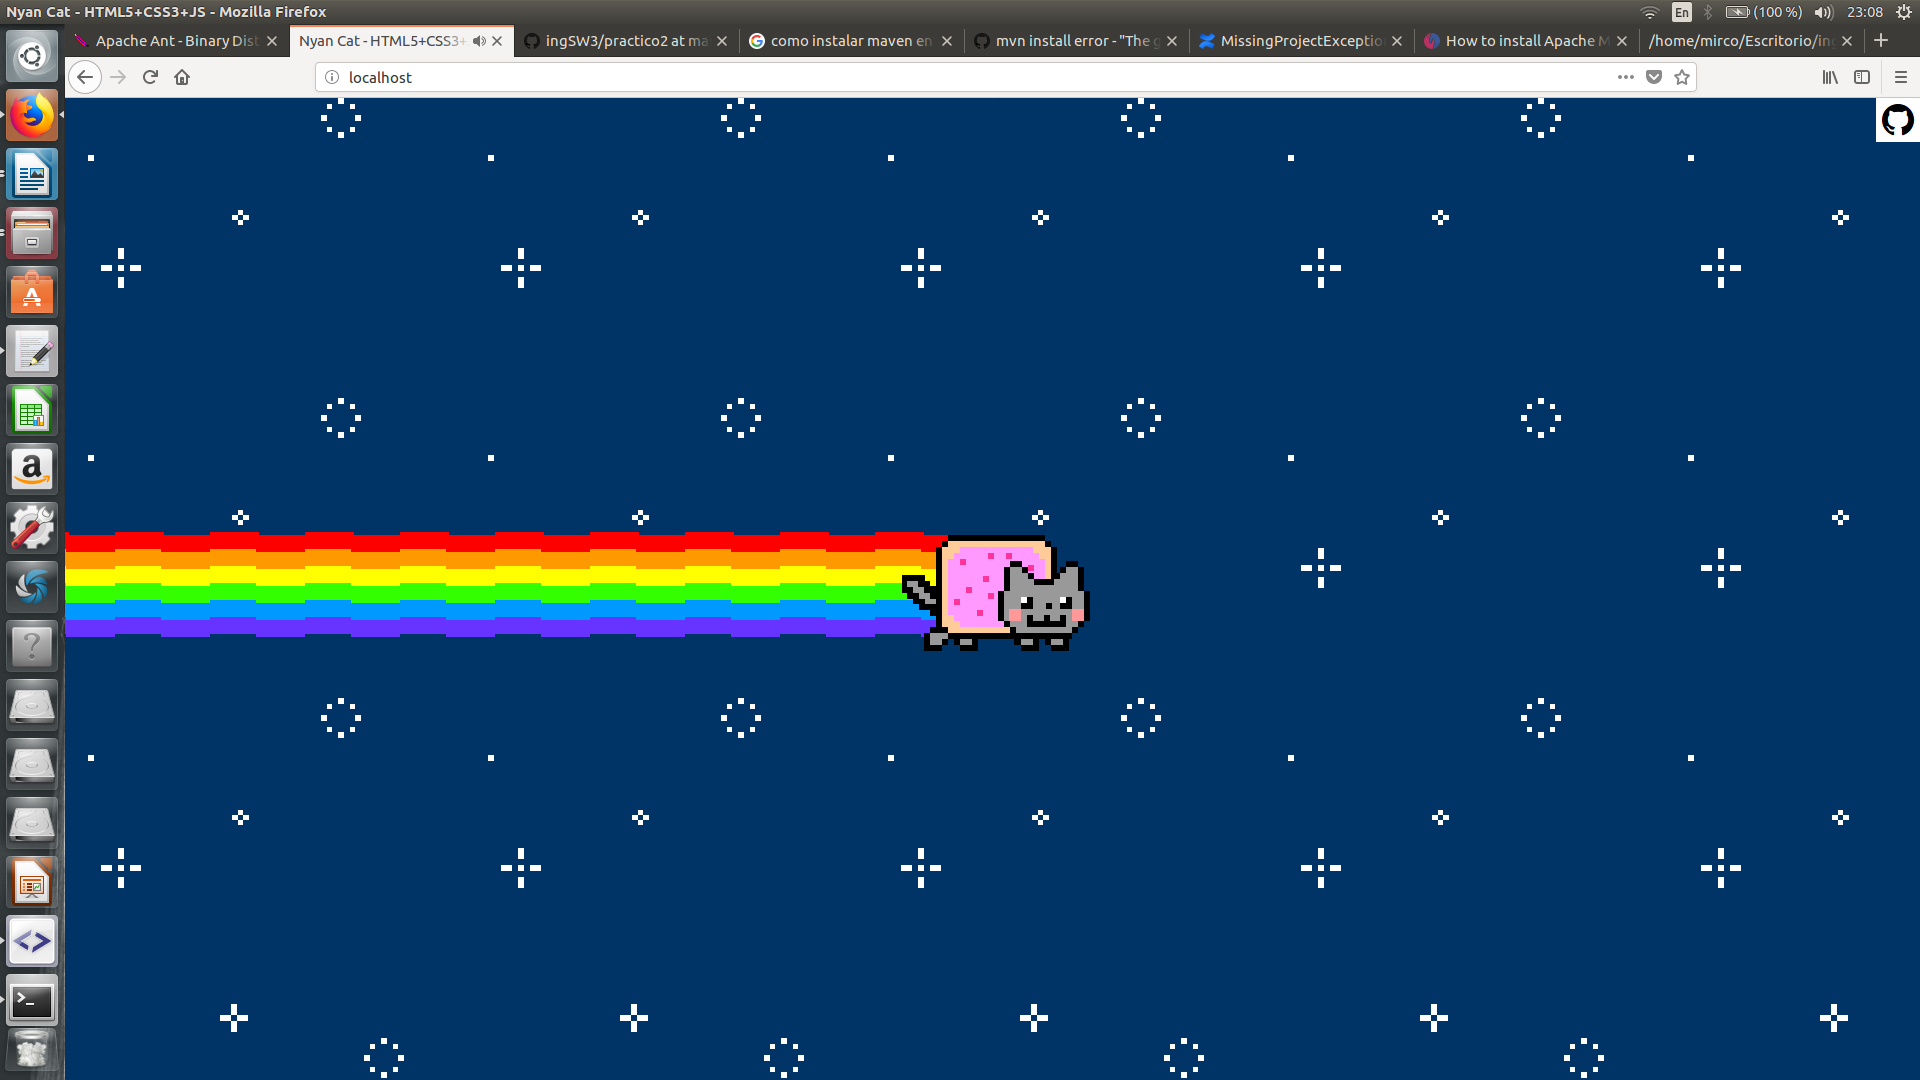 Nyan Cat - HTML5+CSS3+JS - Mozilla Firefox
En
(100 %)
23:08
Apache Ant - Binary Dist
Nyan Cat - HTML5+CSS3+
ingSW3/practico2 at ma
como instalar maven en
mvn install error - "The g
MissingProjectExceptio
How to install Apache M
/home/mirco/Escritorio/in
localhost